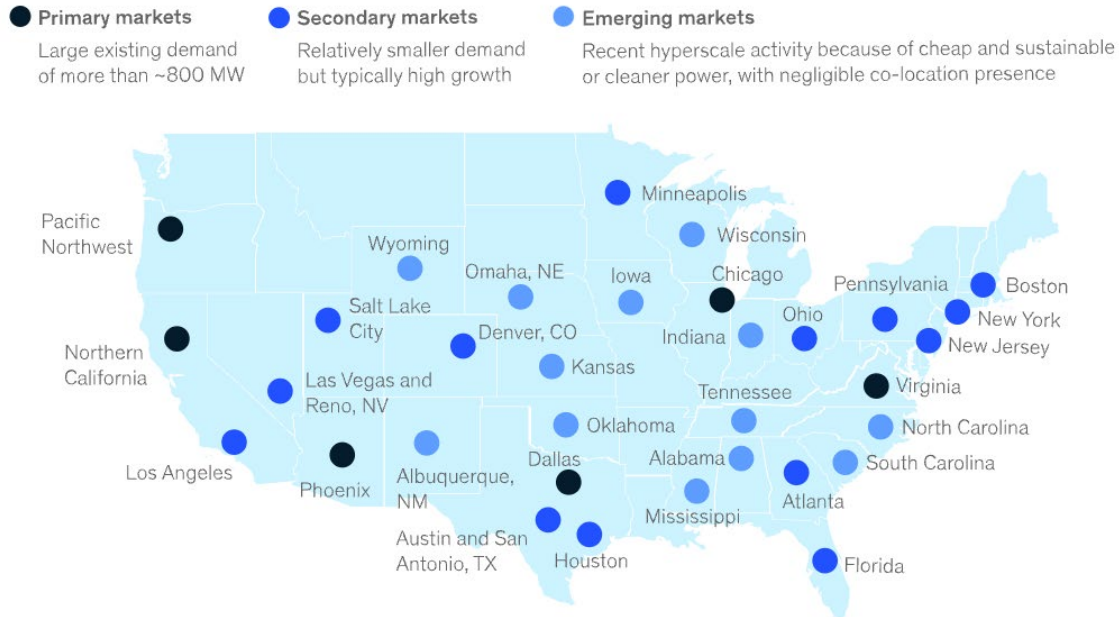 Primary markets
Large existing demand
of more than ~800 MW
Secondary markets
Relatively smaller demand
but typically high growth
Emerging markets
Recent hyperscale activity because of cheap and sustainable
or cleaner power, with negligible co-location presence
Minneapolis
Pacific
Northwest
Wisconsin
Wyoming
Omaha, NE
Iowa
Chicago
Pennsylvania
Boston
Salt Lake
City
Denver, CO
Indiana
Ohio
New York
New Jersey
Northern
California
Kansas
Las Vegas and
Reno, NV
Tennessee
Virginia
Oklahoma
North Carolina
Los Angeles
Phoenix
Albuquerque,
NM
Dallas
Alabama
South Carolina
Mississippi
Atlanta
Austin and San
Antonio, TX
Houston
Florida